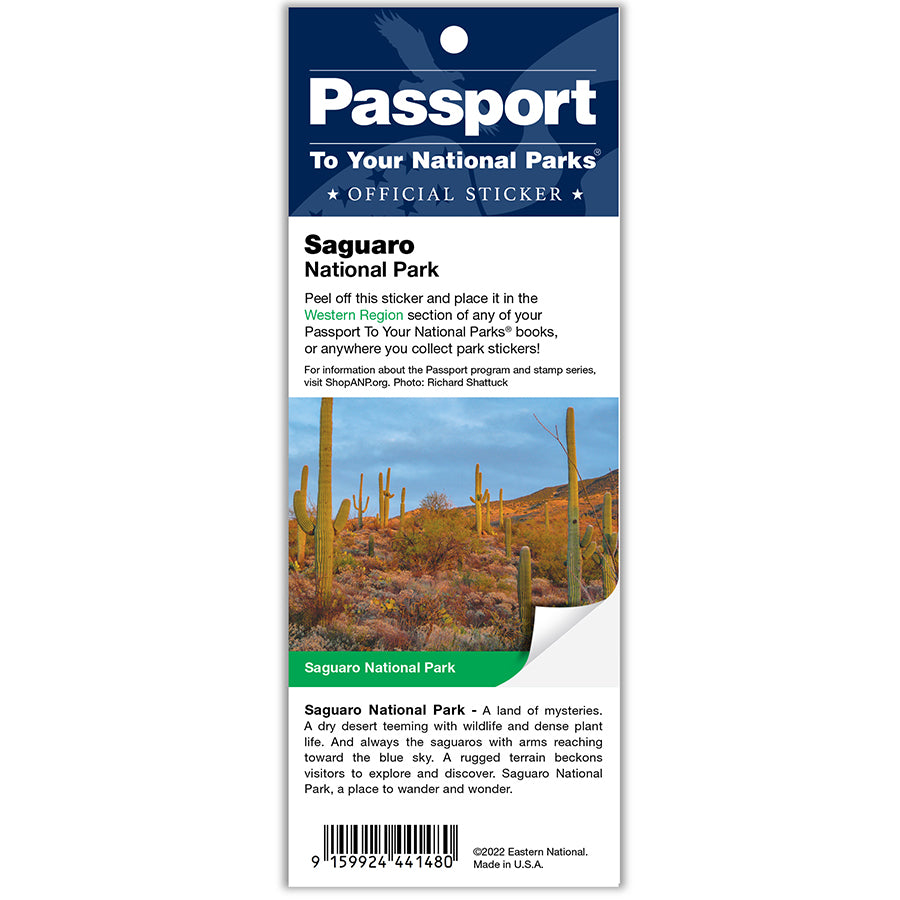 Passport
To Your National Parks®
★ OFFICIAL STICKER ★
Saguaro
National Park
Peel off this sticker and place it in the
Western Region section of any of your
Passport To Your National Parks® books,
or anywhere you collect park stickers!
For information about the Passport program and stamp series,
visit ShopANP.org. Photo: Richard Shattuck
Saguaro National Park
Saguaro National Park - A land of mysteries.
A dry desert teeming with wildlife and dense plant
life. And always the saguaros with arms reaching
toward the blue sky. A rugged terrain beckons
visitors to explore and discover. Saguaro National
Park, a place to wander and wonder.
9 159924 441480
©2022 Eastern National.
Made in U.S.A.